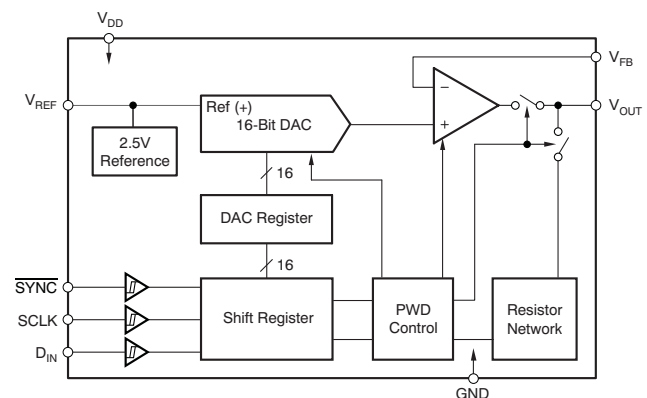 VDD
VFB
VREF
Ref (+)
16-Bit DAC
−
+
VOUT
2.5V
Reference
16
DAC Register
16
SYNC
SCLK
DIN
Shift Register
PWD
Control
Resistor
Network
GND